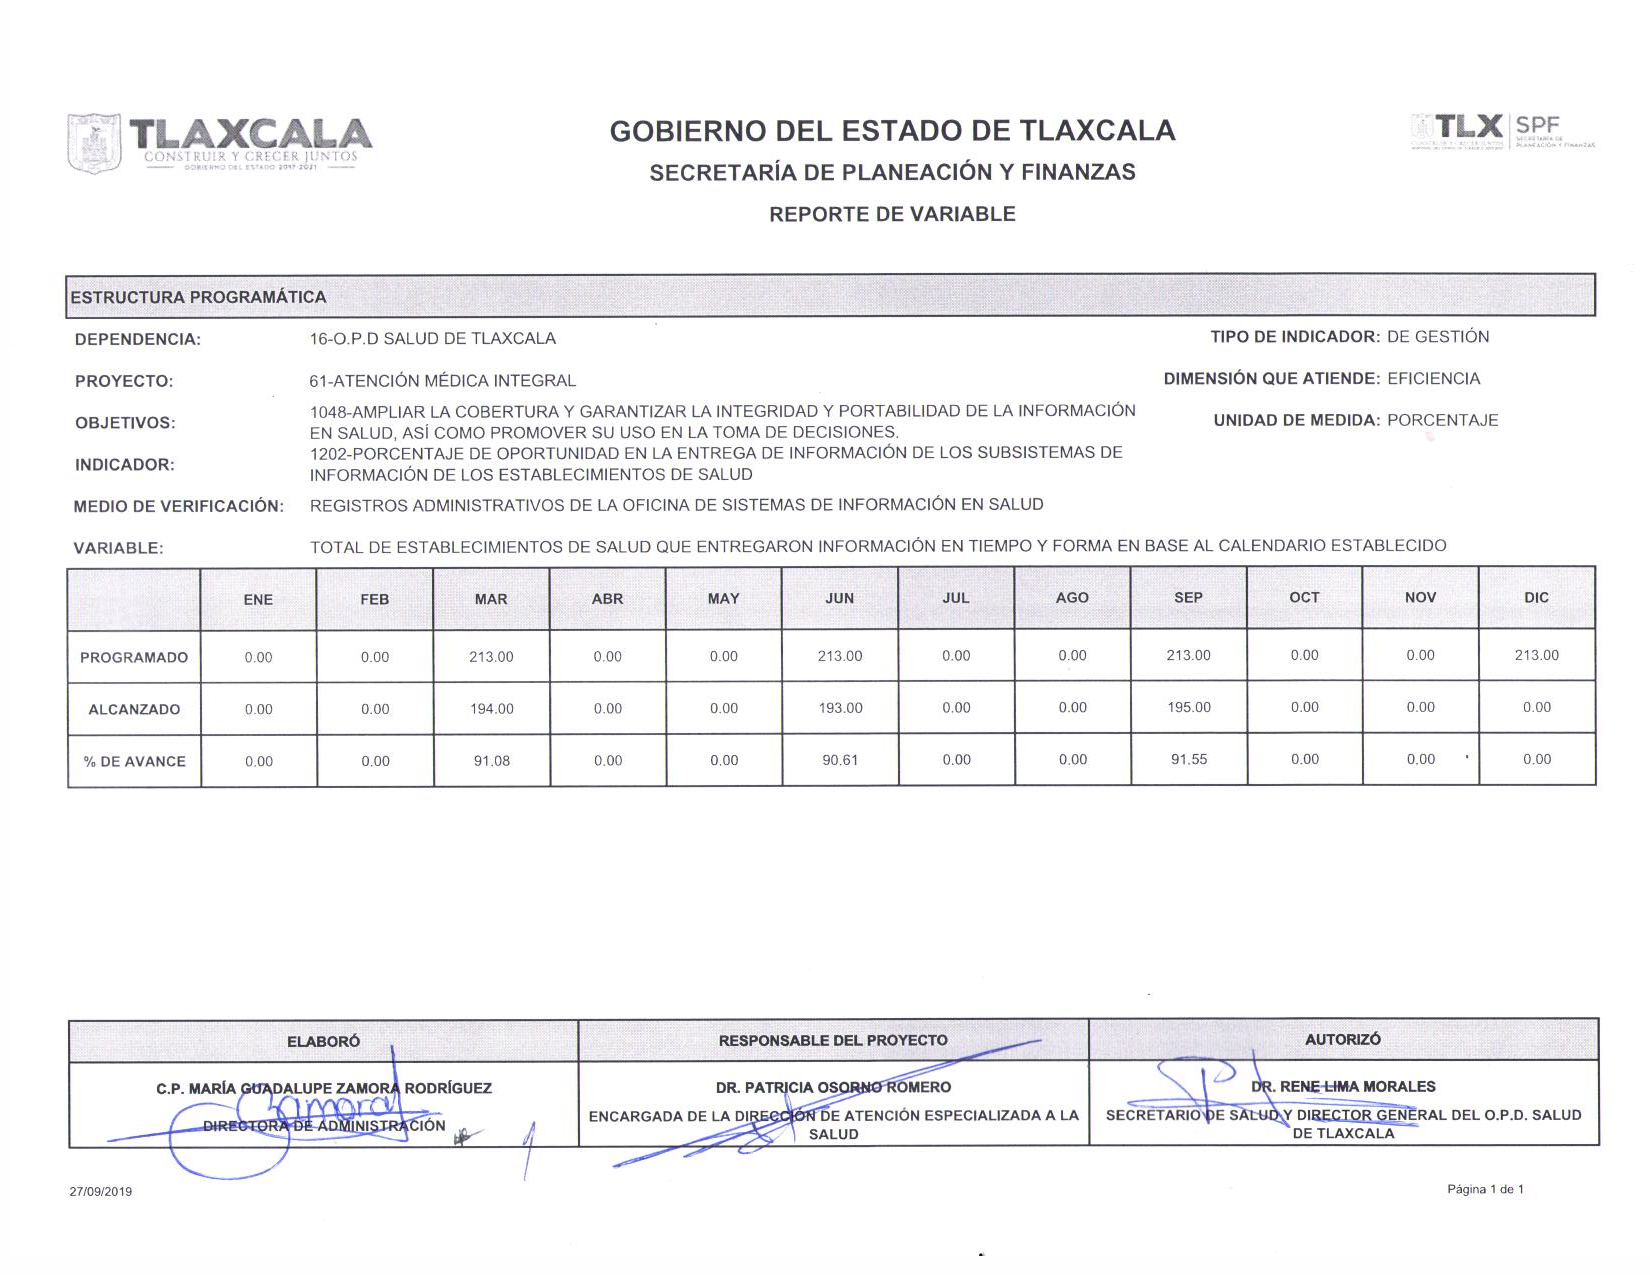 TLAXCALA
CONSTRUIR Y CRECER JUNTOS
GOBIERNO DEL ESTADO 2017-2021
GOBIERNO DEL ESTADO DE TLAXCALA
SECRETARÍA DE PLANEACIÓN Y FINANZAS
REPORTE DE VARIABLE
TLX SPF
SECRETARÍA DE
PLANEACIÓN Y FINANZAS
ESTRUCTURA PROGRAMÁTICA
DEPENDENCIA: 16-O.P.D SALUD DE TLAXCALA TIPO DE INDICADOR: DE GESTIÓN
PROYECTO: 61-ATENCIÓN MÉDICA INTEGRAL DIMENSIÓN QUE ATIENDE: EFICIENCIA
OBJETIVOS: 1048-AMPLIAR LA COBERTURA Y GARANTIZAR LA INTEGRIDAD Y PORTABILIDAD DE LA INFORMACIÓN
EN SALUD, ASÍ COMO PROMOVER SU USO EN LA TOMA DE DECISIONES.
UNIDAD DE MEDIDA: PORCENTAJE
INDICADOR: 1202-PORCENTAJE DE OPORTUNIDAD EN LA ENTREGA DE INFORMACIÓN DE LOS SUBSISTEMAS DE
INFORMACIÓN DE LOS ESTABLECIMIENTOS DE SALUD
MEDIO DE VERIFICACIÓN: REGISTROS ADMINISTRATIVOS DE LA OFICINA DE SISTEMAS DE INFORMACIÓN EN SALUD
VARIABLE: TOTAL DE ESTABLECIMIENTOS DE SALUD QUE ENTREGARON INFORMACIÓN EN TIEMPO Y FORMA EN BASE AL CALENDARIO ESTABLECIDO
ENE FEB MAR ABR MAY JUN JUL AGO SEP OCT NOV DIC
PROGRAMADO 0.00 0.00 213.00 0.00 0.00 213.00 0.00 0.00 213.00 0.00 0.00 213.00
ALCANZADO 0.00 0.00 194.00 0.00 0.00 193.00 0.00 0.00 195.00 0.00 0.00 0.00
% DE AVANCE 0.00 0.00 91.08 0.00 0.00 90.61 0.00 0.00 91.55 0.00 0.00 0.00
ELABORÓ RESPONSABLE DEL PROYECTO AUTORIZÓ
C.P. MARÍA GUADALUPE ZAMORA RODRÍGUEZ
DIRECTORA DE ADMINISTRACIÓN
DR. PATRICIA OSORNO ROMERO
ENCARGADA DE LA DIRECCIÓN DE ATENCIÓN ESPECIALIZADA A LA
SALUD
DR. RENE LIMA MORALES
SECRETARIO DE SALUD Y DIRECTOR GENERAL DEL O.P.D. SALUD
DE TLAXCALA
27/09/2019 Página 1 de 1